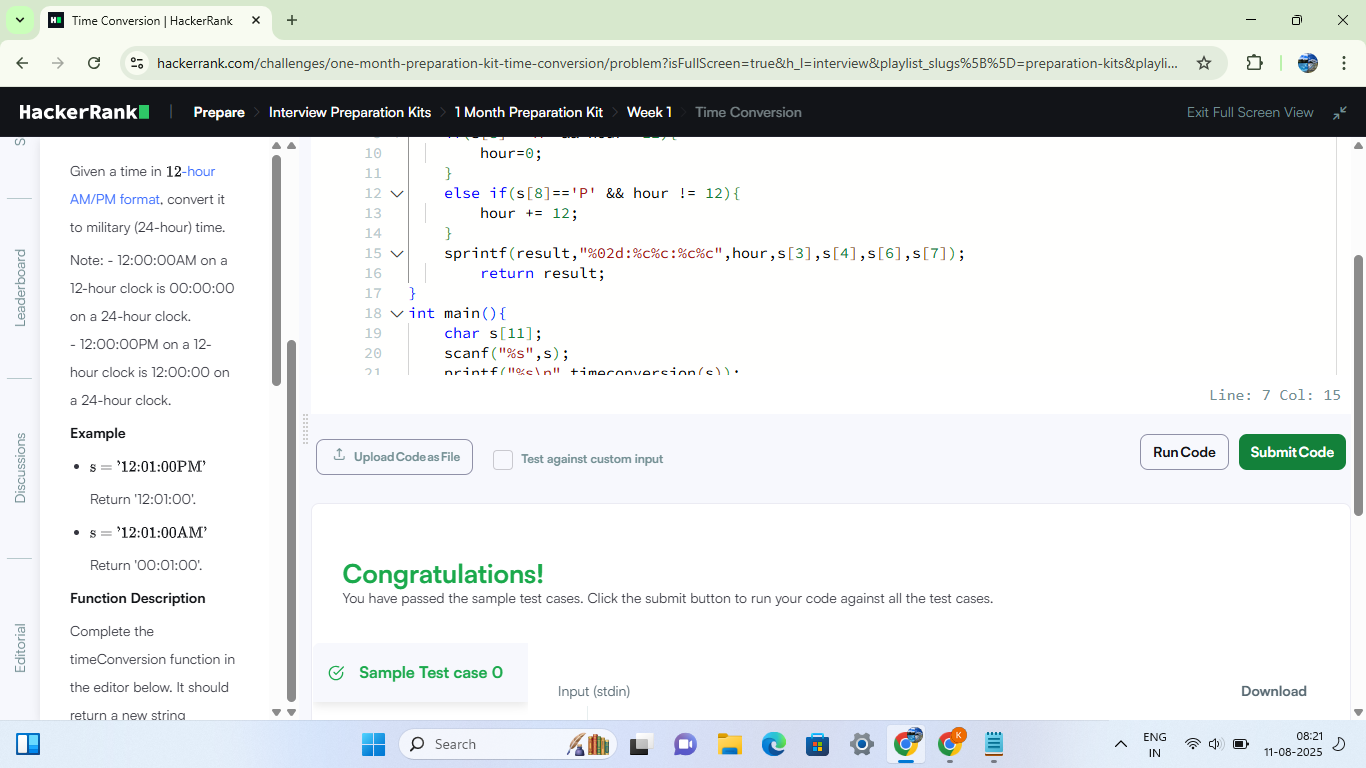 Time Conversion | HackerRank
hackerrank.com/challenges/one-month-preparation-kit-time-conversion/problem?isFullScreen=true&h_l=interview&playlist_slugs%5B%5D=preparation-kits&playli...
HackerRank
Prepare
Interview Preparation Kits
1 Month Preparation Kit
Week 1
Time Conversion
Exit Full Screen View
Leaderboard
Discussions
Editorial
Given a time in 12-hour
AM/PM format, convert it
to military (24-hour) time.
Note: - 12:00:00AM on a
12-hour clock is 00:00:00
on a 24-hour clock.
- 12:00:00PM on a 12-
hour clock is 12:00:00 on
a 24-hour clock.
Example
• s = '12:01:00PM'
Return '12:01:00'.
• s = '12:01:00AM'
Return '00:01:00'.
Function Description
Complete the
timeConversion function in
the editor below. It should
return a new string
10 hour=0;
11 }
12 else if(s[8]=='P' && hour != 12){
13 hour += 12;
14 }
15 sprintf(result,"%02d:%c%c:%c%c",hour,s[3],s[4],s[6],s[7]);
16 return result;
17 }
18 int main(){
19 char s[11];
20 scanf("%s",s);
21 printf("%s\n",timeconversion(s));
Line: 7 Col: 15
Upload Code as File
Test against custom input
Run Code
Submit Code
Congratulations!
You have passed the sample test cases. Click the submit button to run your code against all the test cases.
Sample Test case 0
Input (stdin)
Download
Search
K
ENG
IN
08:21
11-08-2025